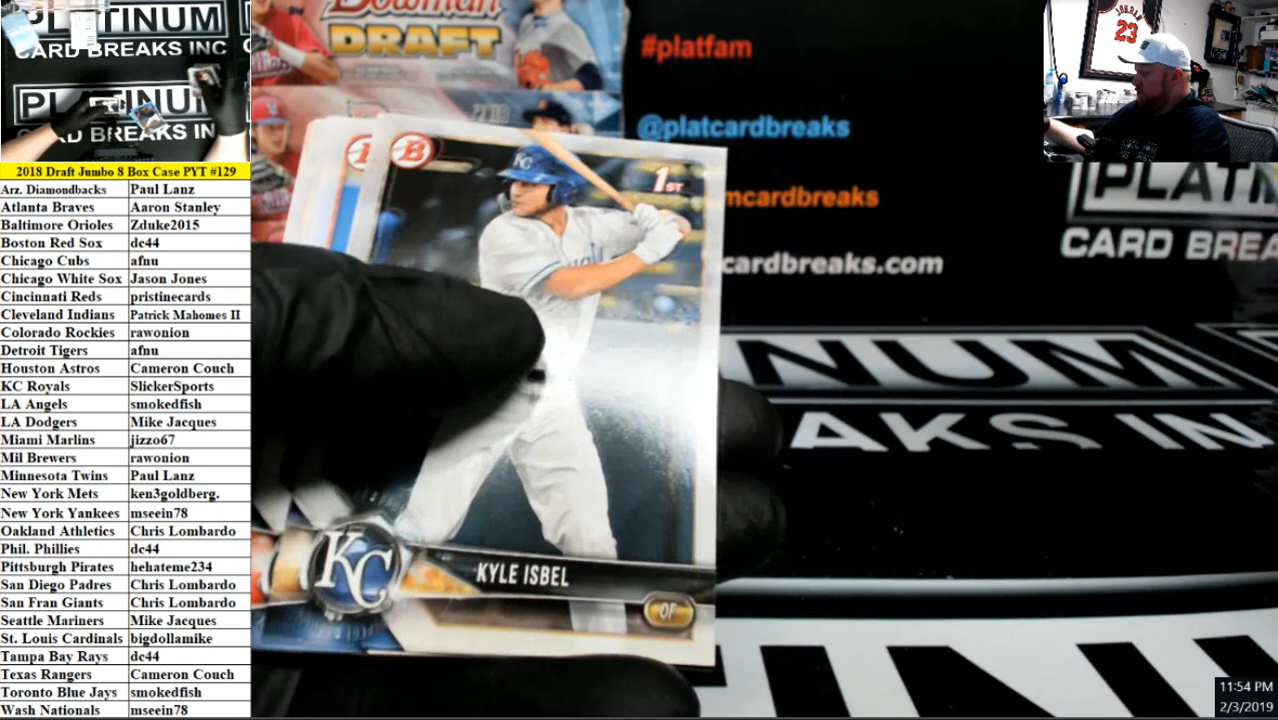 PLATINUM
CARD BREAKS INC
PLATINUM
CARD BREAKS IN
2018 Draft Jumbo 8 Box Case PYT #129
Arz. Diamondbacks Paul Lanz
Atlanta Braves Aaron Stanley
Baltimore Orioles Zduke2015
Boston Red Sox dc44
Chicago Cubs afnu
Chicago White Sox Jason Jones
Cincinnati Reds pristinecards
Cleveland Indians Patrick Mahomes II
Colorado Rockies rawonion
Detroit Tigers afnu
Houston Astros Cameron Couch
KC Royals SlickerSports
LA Angels smokedfish
LA Dodgers Mike Jacques
Miami Marlins jizzo67
Mil Brewers rawonion
Minnesota Twins Paul Lanz
New York Mets ken3goldberg.
New York Yankees mseein78
Oakland Athletics Chris Lombardo
Phil. Phillies dc44
Pittsburgh Pirates hehateme234
San Diego Padres Chris Lombardo
San Fran Giants Chris Lombardo
Seattle Mariners Mike Jacques
St. Louis Cardinals bigdollamike
Tampa Bay Rays dc44
Texas Rangers Cameron Couch
Toronto Blue Jays smokedfish
Wash Nationals mseein78
Bowman
DRAFT
B
KC
1ST
KC
KYLE ISBEL
OF
#platfam
@platcardbreaks
mcardbreaks
cardbreaks.com
PLATIN
CARD BREA
NUM
AKS IN
JORDAN
23
11:54 PM
2/3/2019